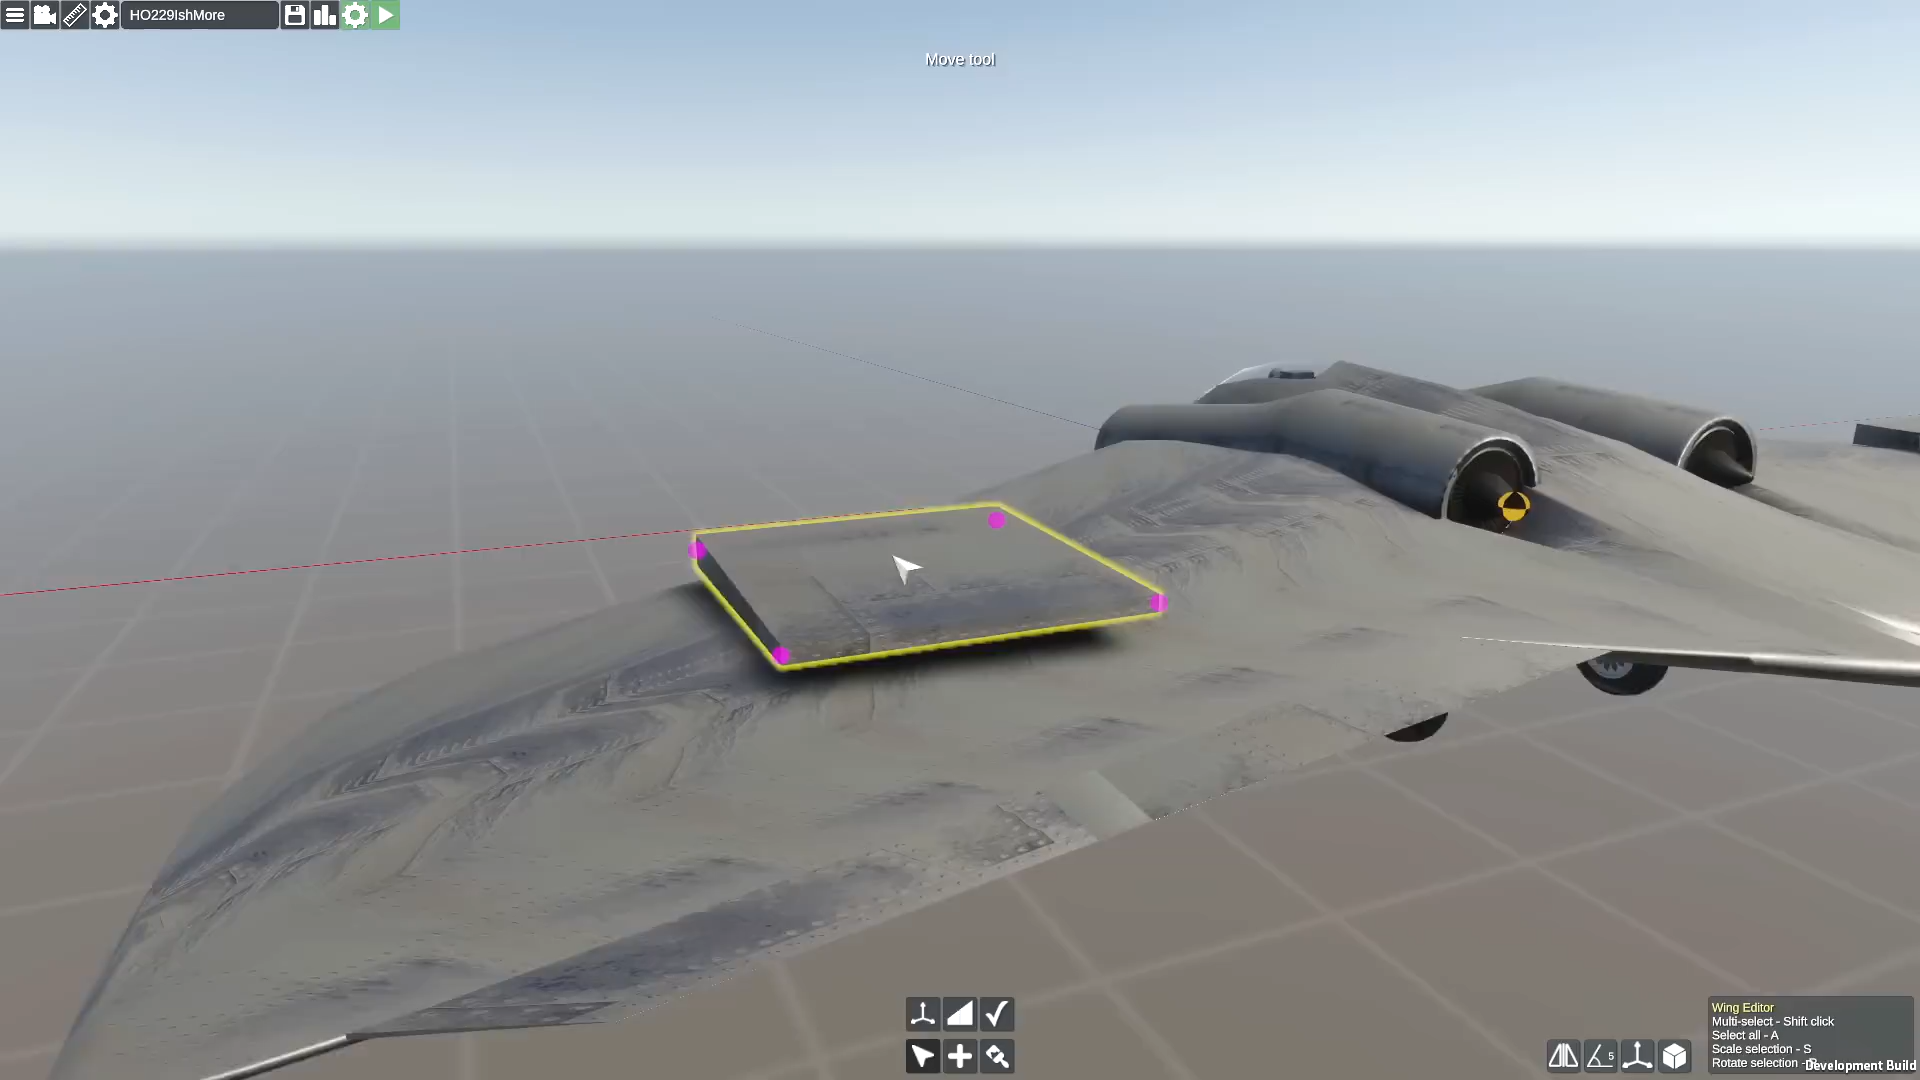 HO229IshMore
Move tool
5
Wing Editor
Multi-select - Shift click
Select all - A
Scale selection - S
Rotate selection -
Development Build